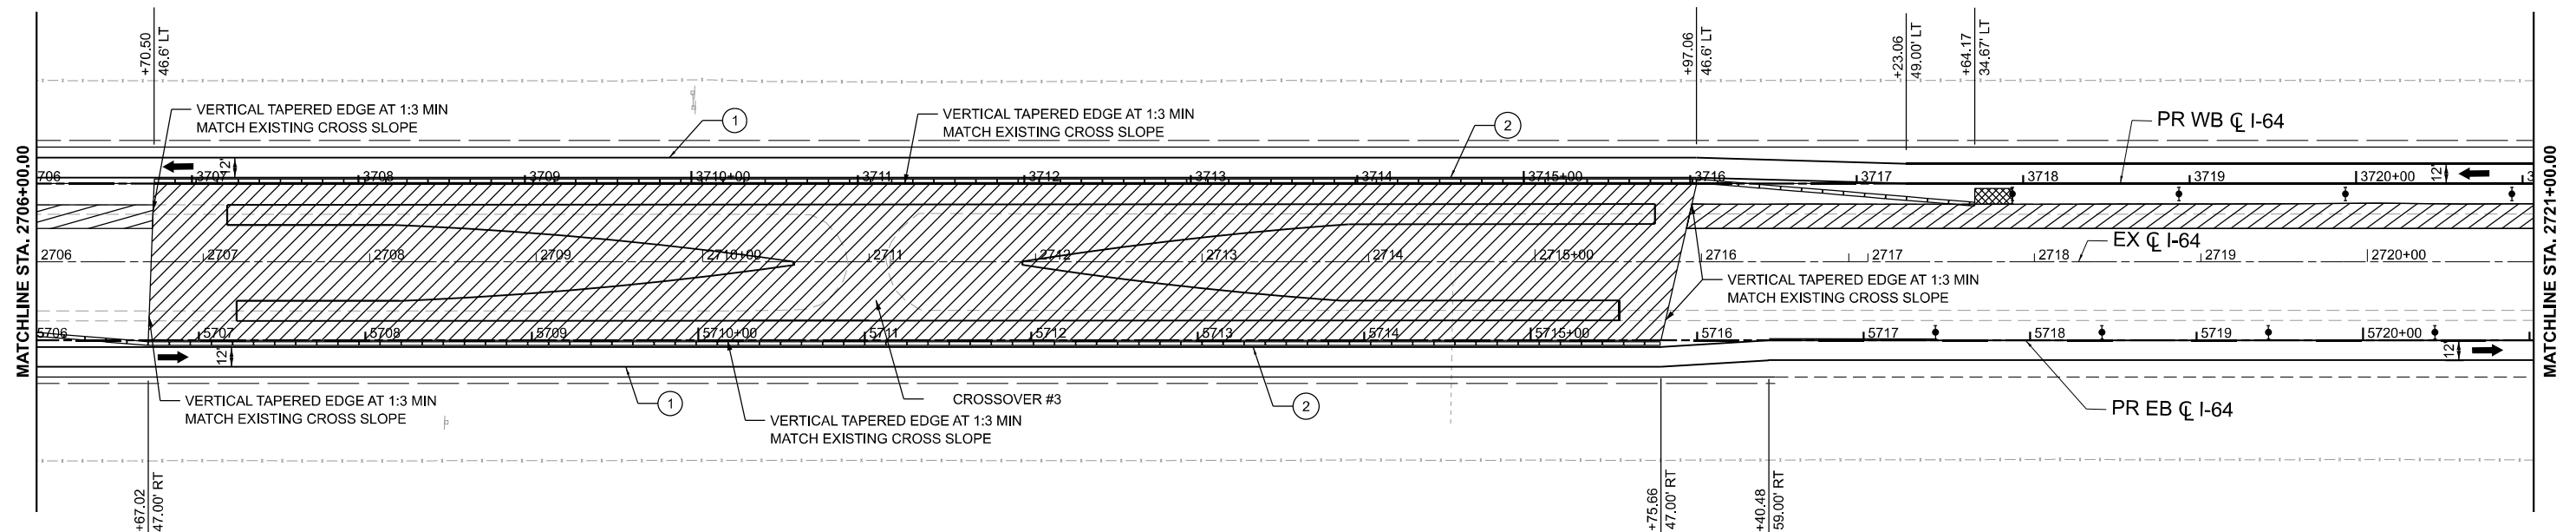 +70.50
46.6' LT
+97.06
46.6' LT
+23.06
49.00' LT
+64.17
34.67' LT
VERTICAL TAPERED EDGE AT 1:3 MIN
MATCH EXISTING CROSS SLOPE
1
VERTICAL TAPERED EDGE AT 1:3 MIN
MATCH EXISTING CROSS SLOPE
2
PR WB ℄ I-64
MATCHLINE STA. 2706+00.00
12'
12'
706 3707 3708 3709 3710+00 3711 3712 3713 3714 3715+00 3716 3717 3718 3719 3720+00 3
2706 2707 2708 2709 2710+00 2711 2712 2713 2714 2715+00 2716 2717 2718 2719 2720+00
EX ℄ I-64
VERTICAL TAPERED EDGE AT 1:3 MIN
MATCH EXISTING CROSS SLOPE
5706 5707 5708 5709 5710+00 5711 5712 5713 5714 5715+00 5716 5717 5718 5719 5720+00
12'
12'
MATCHLINE STA. 2721+00.00
VERTICAL TAPERED EDGE AT 1:3 MIN
MATCH EXISTING CROSS SLOPE
1
VERTICAL TAPERED EDGE AT 1:3 MIN
MATCH EXISTING CROSS SLOPE
CROSSOVER #3
2
PR EB ℄ I-64
+67.02
47.00' RT
+75.66
47.00' RT
+40.48
59.00' RT